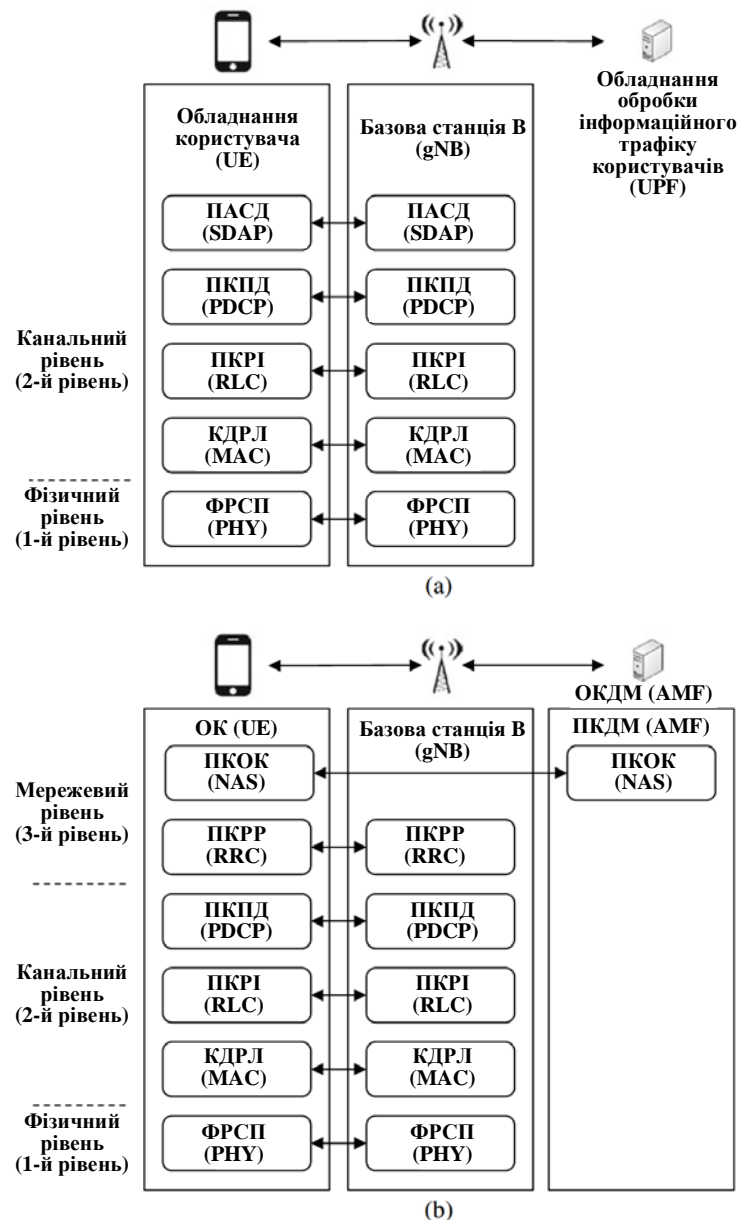 Обладнання
обробки
інформаційного
трафіку
користувачів
(UPF)
Обладнання
користувача
(UE)
Базова станція В
(gNB)
ПАСД
(SDAP)
ПАСД
(SDAP)
ПКПД
(PDCP)
ПКПД
(PDCP)
Канальний
рівень
(2-й рівень)
ПКРІ
(RLC)
ПКРІ
(RLC)
КДРЛ
(MAC)
КДРЛ
(MAC)
Фізичний
рівень
(1-й рівень)
ФРСП
(PHY)
ФРСП
(PHY)
(a)
ОКДМ (AMF)
ОК (UE)
Базова станція В
(gNB)
ПКДМ (AMF)
ПКОК
(NAS)
ПКОК
(NAS)
Мережевий
рівень
(3-й рівень)
ПКРР
(RRC)
ПКРР
(RRC)
ПКПД
(PDCP)
ПКПД
(PDCP)
Канальний
рівень
(2-й рівень)
ПКРІ
(RLC)
ПКРІ
(RLC)
КДРЛ
(MAC)
КДРЛ
(MAC)
Фізичний
рівень
(1-й рівень)
ФРСП
(PHY)
ФРСП
(PHY)
(b)